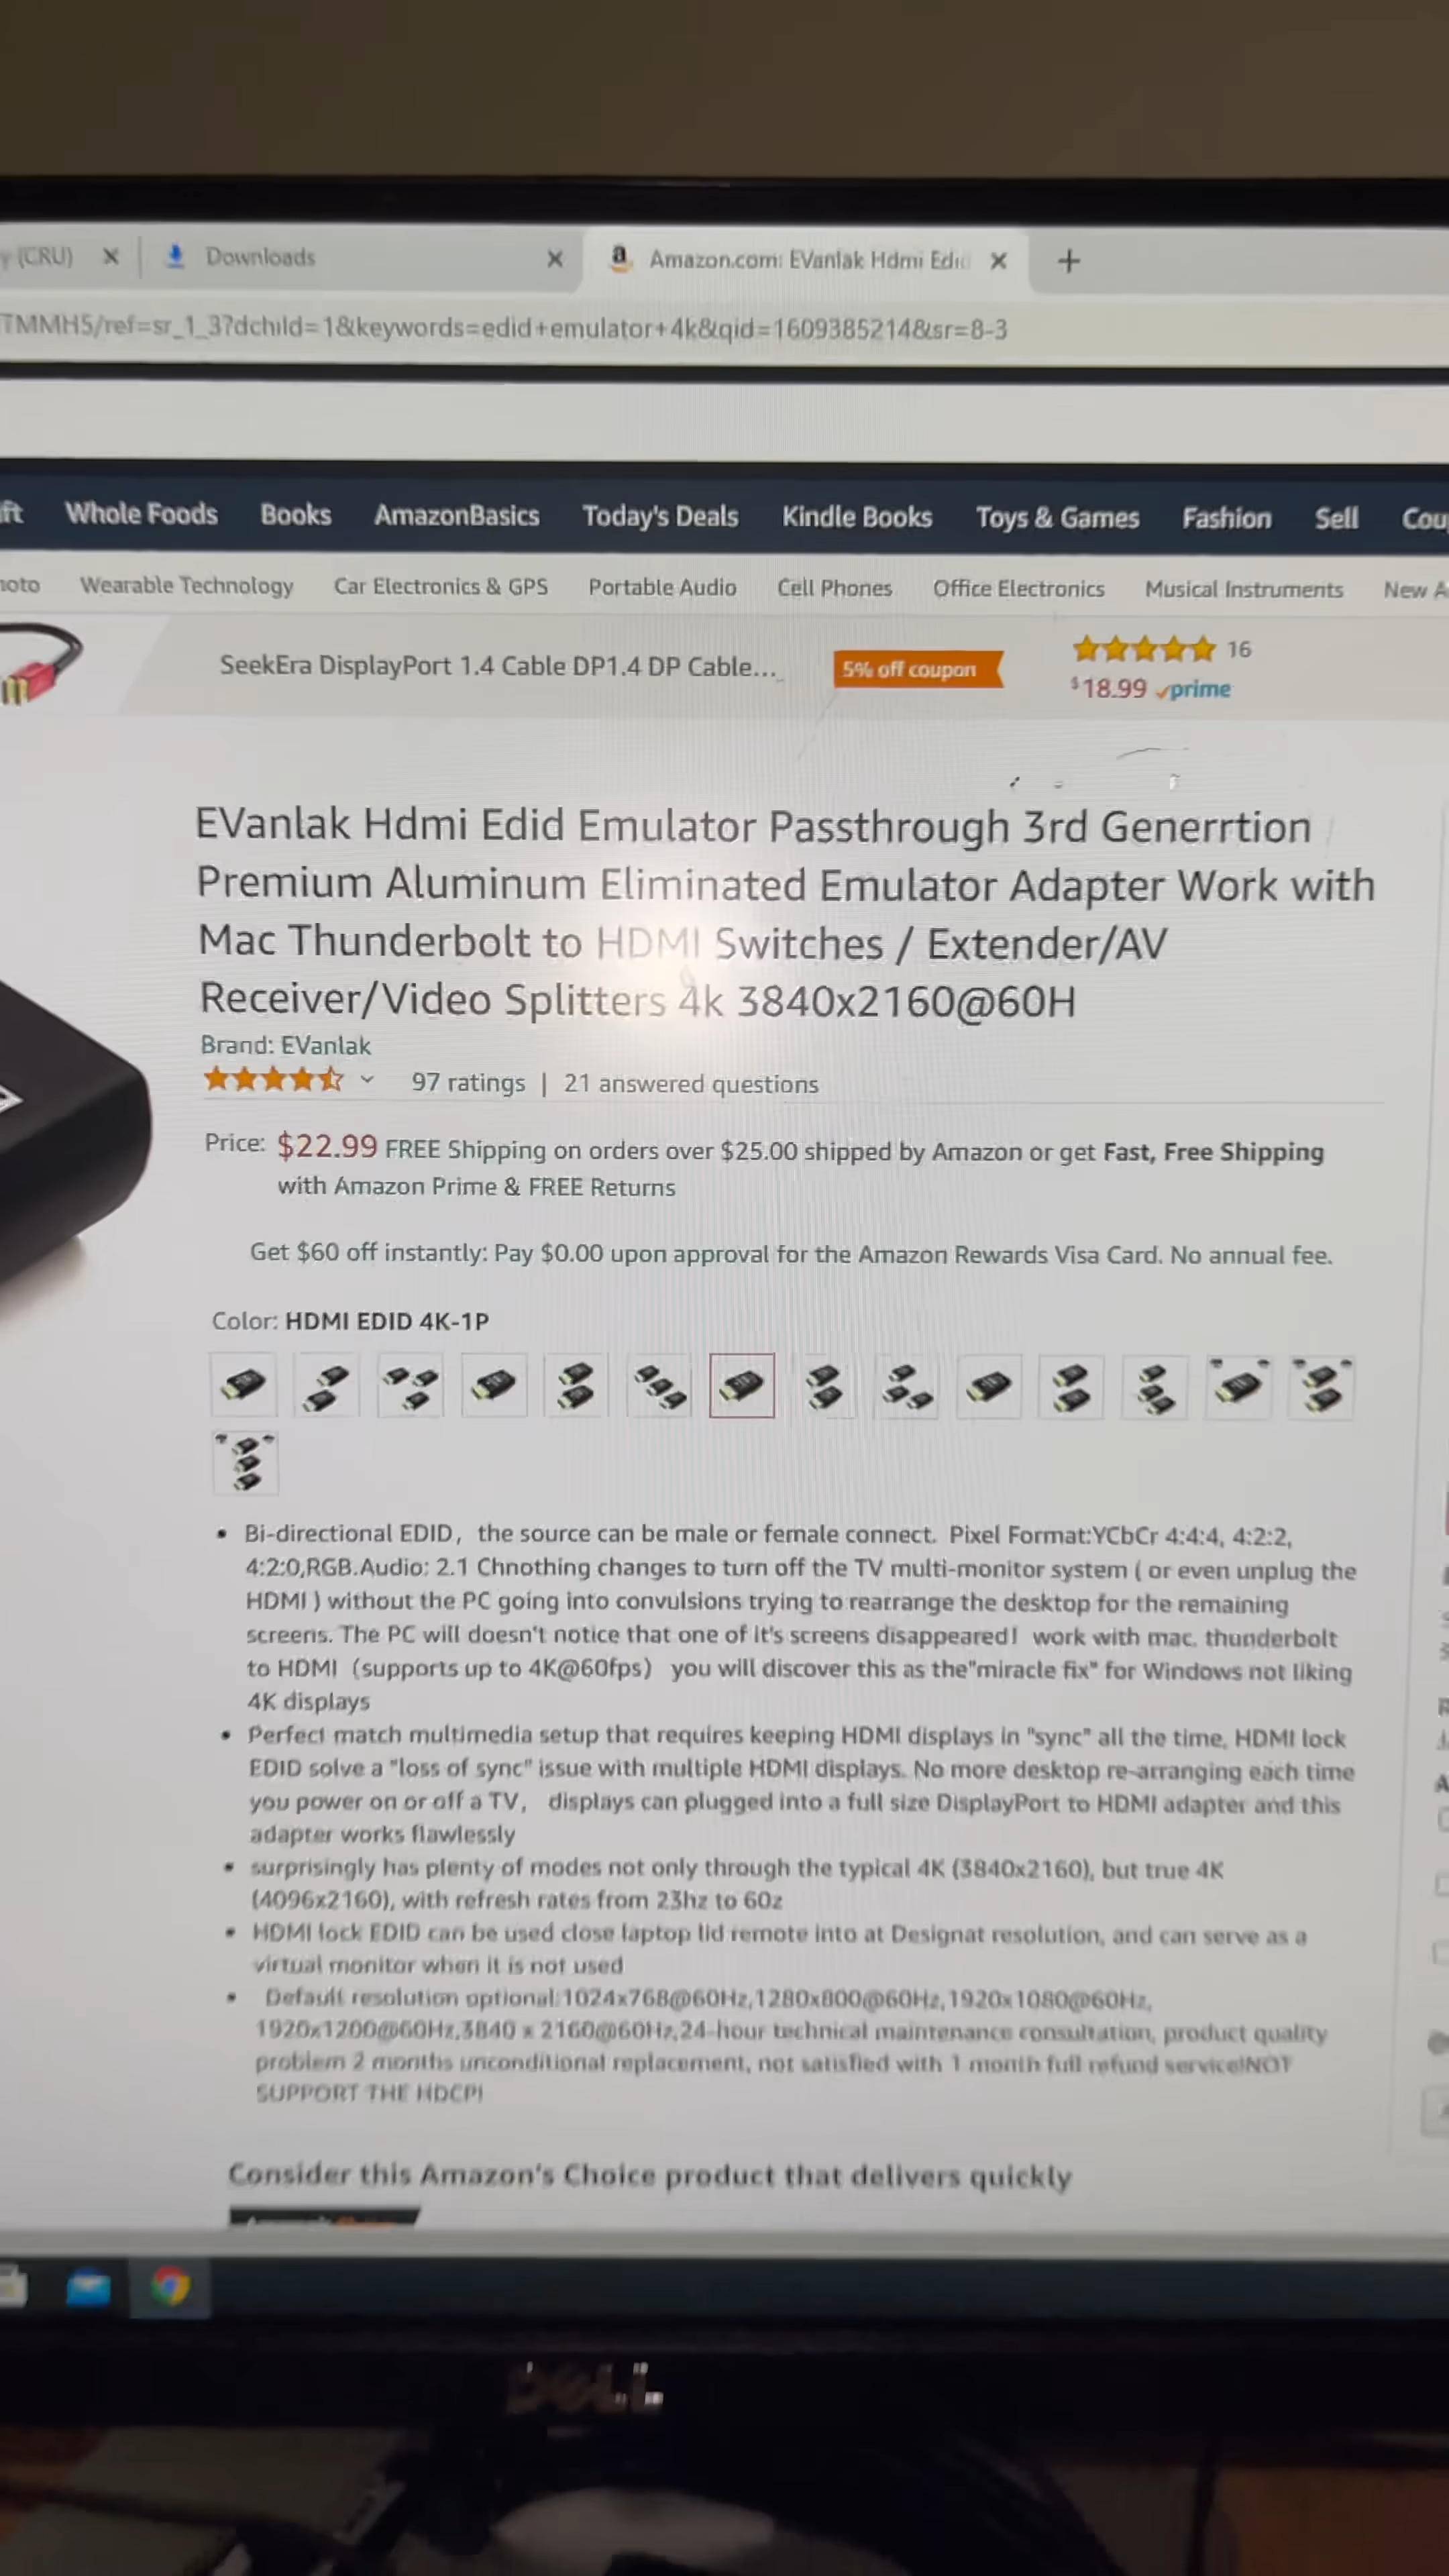 y (CRU)
Downloads
Amazon.com: EVanlak Hdmi Edid
TMMH5/ref=sr_1_3?dchild=1&keywords=edid+emulator+4k&qid=1609385214&sr=8-3
ift Whole Foods Books AmazonBasics Today's Deals Kindle Books Toys & Games Fashion Sell Cou
hoto Wearable Technology Car Electronics & GPS Portable Audio Cell Phones Office Electronics Musical Instruments New A
SeekEra DisplayPort 1.4 Cable DP1.4 DP Cable...
5% off coupon
16
$18.99 prime
EVanlak Hdmi Edid Emulator Passthrough 3rd Generrtion
Premium Aluminum Eliminated Emulator Adapter Work with
Mac Thunderbolt to HDMI Switches / Extender/AV
Receiver/Video Splitters 4k 3840x2160@60H
Brand: EVanlak
97 ratings | 21 answered questions
Price: $22.99 FREE Shipping on orders over $25.00 shipped by Amazon or get Fast, Free Shipping
with Amazon Prime & FREE Returns
Get $60 off instantly: Pay $0.00 upon approval for the Amazon Rewards Visa Card. No annual fee.
Color: HDMI EDID 4K-1P
• Bi-directional EDID, the source can be male or female connect. Pixel Format:YCbCr 4:4:4, 4:2:2,
4:2:0,RGB.Audio: 2.1 Chnothing changes to turn off the TV multi-monitor system ( or even unplug the
HDMI ) without the PC going into convulsions trying to rearrange the desktop for the remaining
screens. The PC will doesn't notice that one of it's screens disappeared! work with mac. thunderbolt
to HDMI (supports up to 4K@60fps) you will discover this as the"miracle fix" for Windows not liking
4K displays
• Perfect match multimedia setup that requires keeping HDMI displays in "sync" all the time, HDMI lock
EDID solve a "loss of sync" issue with multiple HDMI displays. No more desktop re-arranging each time
you power on or off a TV, displays can plugged into a full size DisplayPort to HDMI adapter and this
adapter works flawlessly
• surprisingly has plenty of modes not only through the typical 4K (3840x2160), but true 4K
(4096x2160), with refresh rates from 23hz to 60z
• HDMI lock EDID can be used close laptop lid remote into at Designat resolution, and can serve as a
virtual monitor when it is not used
• Default resolution optional:1024x768@60Hz,1280x800@60Hz,1920x1080@60Hz,
1920x1200@60Hz,3840 x 2160@60Hz,24-hour technical maintenance consultation, product quality
problem 2 months unconditional replacement, not satisfied with 1 month full refund service!NOT
SUPPORT THE HDCP!
Consider this Amazon's Choice product that delivers quickly
DELL